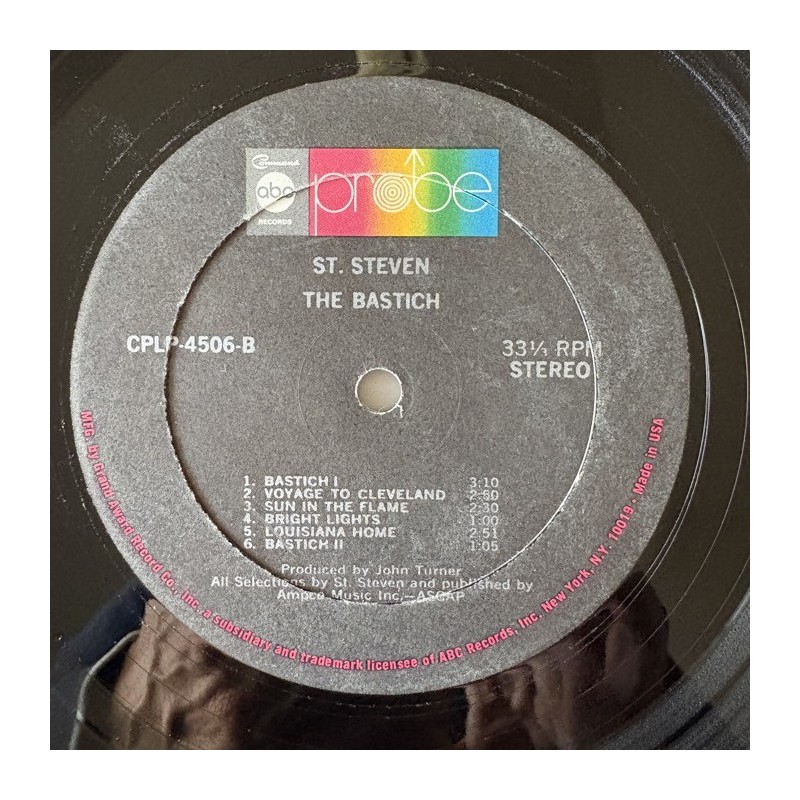 Command
abc
RECORDS
probe
ST. STEVEN
THE BASTICH
CPLP-4506-B
33⅓ RPM
STEREO
1. BASTICH I 3:10
2. VOYAGE TO CLEVELAND 2:50
3. SUN IN THE FLAME 2:30
4. BRIGHT LIGHTS 1:00
5. LOUISIANA HOME 2:51
6. BASTICH II 1:05
Produced by John Turner
All Selections by St. Steven and published by
Ampco Music Inc.—ASCAP
MFG. by Grand Award Record Co., Inc. a subsidiary and trademark licensee of ABC Records, Inc. New York, N.Y. 10019 - Made in USA